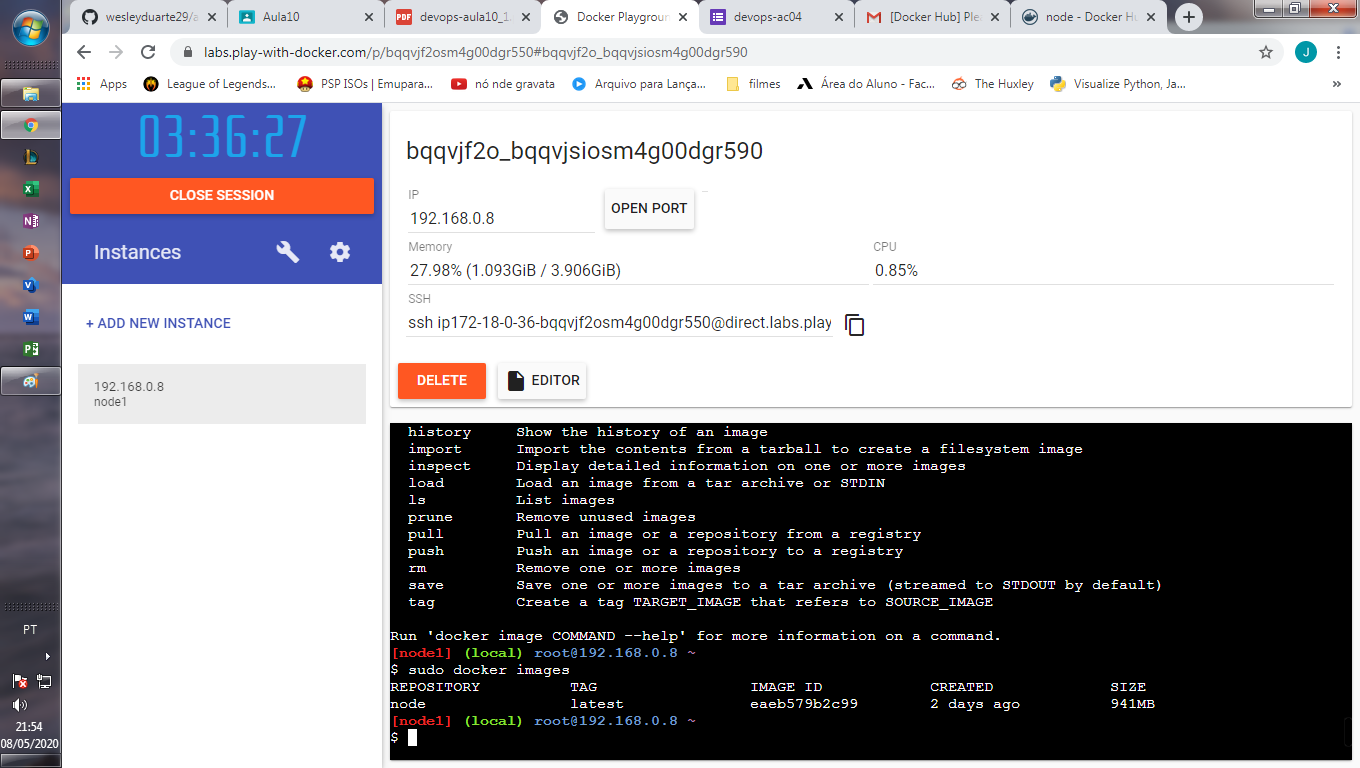 wesleyduarte29/a
Aula10
devops-aula10_1
Docker Playgroun
devops-ac04
[Docker Hub] Ple
node - Docker Hu
labs.play-with-docker.com/p/bqqvjf2osm4g00dgr550#bqqvjf2o_bqqvjsiosm4g00dgr590
J
Apps
League of Legends...
PSP ISOs | Emupara...
nó nde gravata
Arquivo para Lança...
filmes
Área do Aluno - Fac...
The Huxley
Visualize Python, Ja...
»
03:36:27
CLOSE SESSION
Instances
+ ADD NEW INSTANCE
192.168.0.8
node1
bqqvjf2o_bqqvjsiosm4g00dgr590
IP
192.168.0.8
OPEN PORT
Memory
27.98% (1.093GiB / 3.906GiB)
CPU
0.85%
SSH
ssh ip172-18-0-36-bqqvjf2osm4g00dgr550@direct.labs.play
DELETE
EDITOR
history Show the history of an image
import Import the contents from a tarball to create a filesystem image
inspect Display detailed information on one or more images
load Load an image from a tar archive or STDIN
ls List images
prune Remove unused images
pull Pull an image or a repository from a registry
push Push an image or a repository to a registry
rm Remove one or more images
save Save one or more images to a tar archive (streamed to STDOUT by default)
tag Create a tag TARGET_IMAGE that refers to SOURCE_IMAGE
Run 'docker image COMMAND --help' for more information on a command.
[node1] (local) root@192.168.0.8 ~
$ sudo docker images
REPOSITORY TAG IMAGE ID CREATED SIZE
node latest eaeb579b2c99 2 days ago 941MB
[node1] (local) root@192.168.0.8 ~
$
PT
21:54
08/05/2020